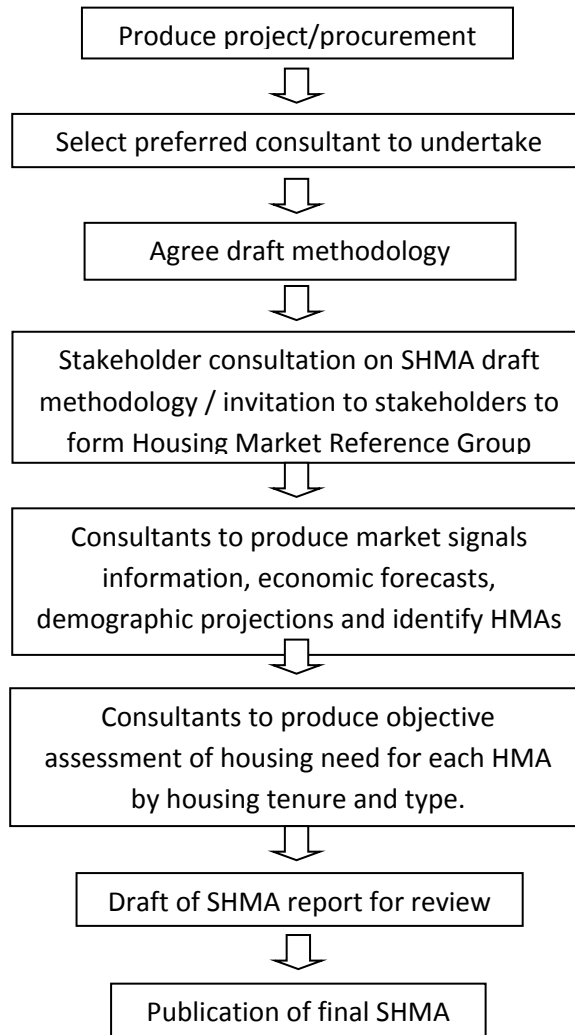 Produce project/procurement
Select preferred consultant to undertake
Agree draft methodology
Stakeholder consultation on SHMA draft
methodology / invitation to stakeholders to
form Housing Market Reference Group
Consultants to produce market signals
information, economic forecasts,
demographic projections and identify HMAs
Consultants to produce objective
assessment of housing need for each HMA
by housing tenure and type.
Draft of SHMA report for review
Publication of final SHMA